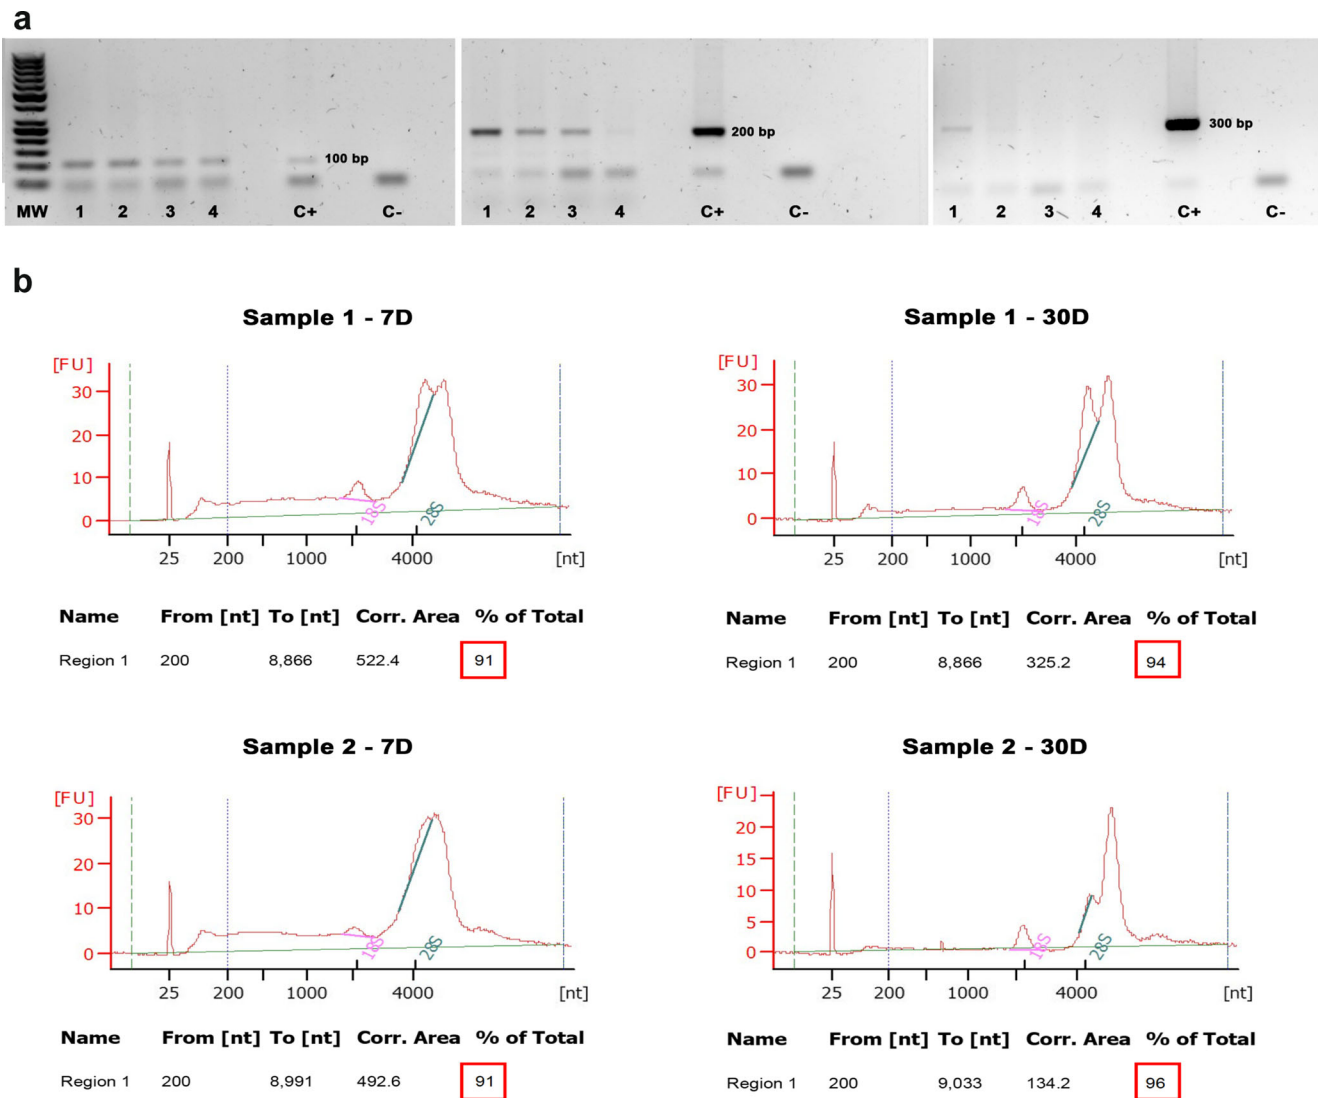 a
100 bp
MW 1 2 3 4 C+ C-
200 bp
1 2 3 4 C+ C-
300 bp
1 2 3 4 C+ C-
b
Sample 1 - 7D
[FU]
30
20
10
0
18S
28S
25 200 1000 4000 [nt]
Name From [nt] To [nt] Corr. Area % of Total
Region 1 200 8,866 522.4 91
Sample 1 - 30D
[FU]
30
20
10
0
18S
28S
25 200 1000 4000 [nt]
Name From [nt] To [nt] Corr. Area % of Total
Region 1 200 8,866 325.2 94
Sample 2 - 7D
[FU]
30
20
10
0
18S
28S
25 200 1000 4000 [nt]
Name From [nt] To [nt] Corr. Area % of Total
Region 1 200 8,991 492.6 91
Sample 2 - 30D
[FU]
20
15
10
5
0
18S
28S
25 200 1000 4000 [nt]
Name From [nt] To [nt] Corr. Area % of Total
Region 1 200 9,033 134.2 96